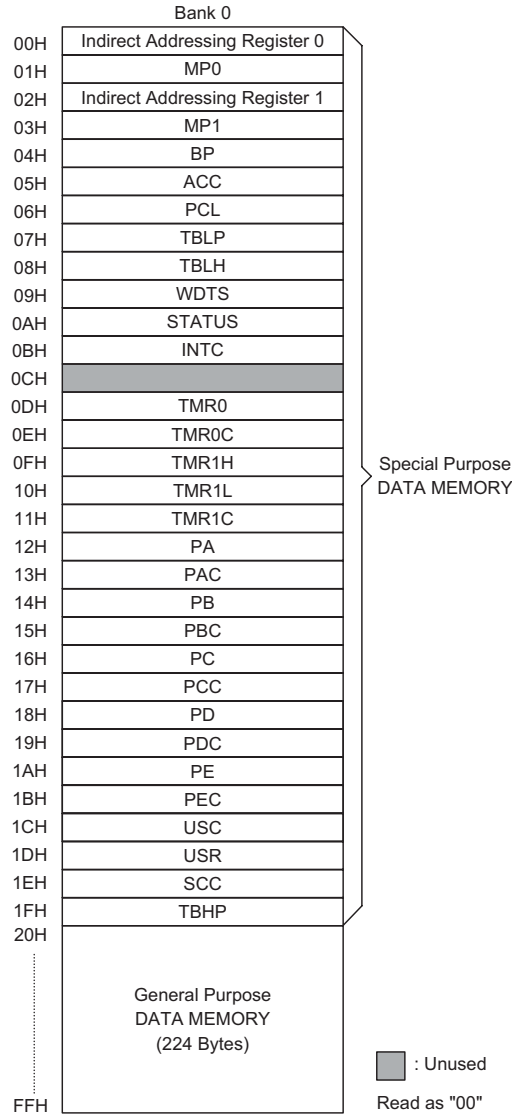 Bank 0
00H Indirect Addressing Register 0
01H MP0
02H Indirect Addressing Register 1
03H MP1
04H BP
05H ACC
06H PCL
07H TBLP
08H TBLH
09H WDTS
0AH STATUS
0BH INTC
0CH
0DH TMR0
0EH TMR0C
0FH TMR1H
10H TMR1L
11H TMR1C
12H PA
13H PAC
14H PB
15H PBC
16H PC
17H PCC
18H PD
19H PDC
1AH PE
1BH PEC
1CH USC
1DH USR
1EH SCC
1FH TBHP
20H
FFH
Special Purpose
DATA MEMORY
General Purpose
DATA MEMORY
(224 Bytes)
: Unused
Read as "00"